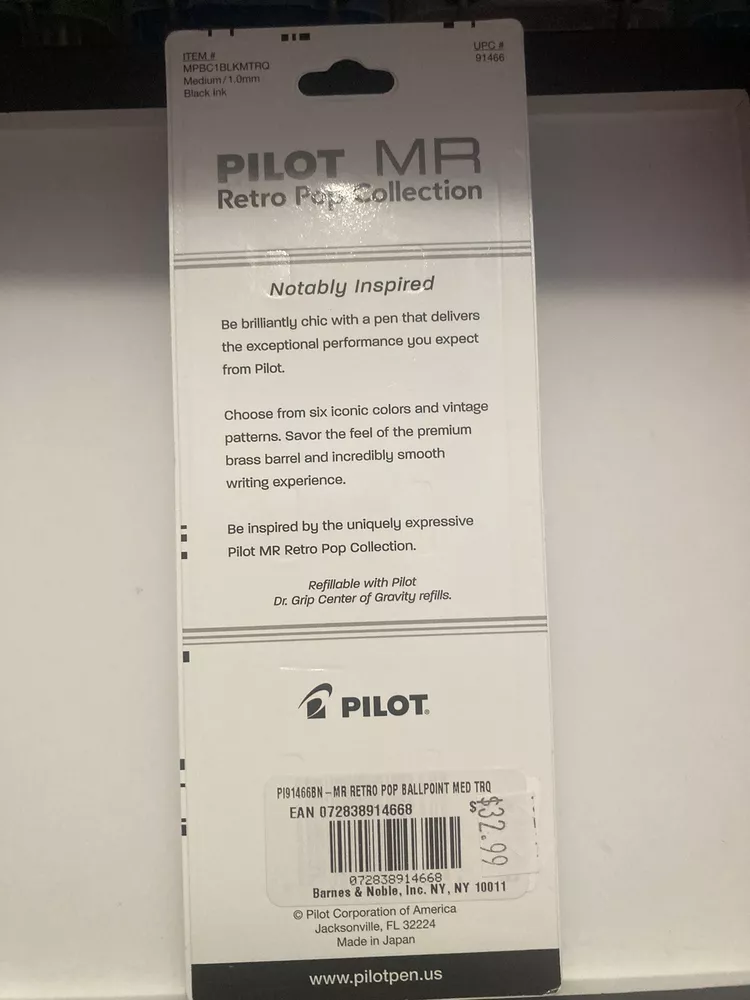 ITEM #
MPBC1BLKMTRQ
Medium/1.0mm
Black Ink
UPC #
91466
PILOT MR
Retro Pop Collection
Notably Inspired
Be brilliantly chic with a pen that delivers
the exceptional performance you expect
from Pilot.
Choose from six iconic colors and vintage
patterns. Savor the feel of the premium
brass barrel and incredibly smooth
writing experience.
Be inspired by the uniquely expressive
Pilot MR Retro Pop Collection.
Refillable with Pilot
Dr. Grip Center of Gravity refills.
PILOT®
PI91466BN-MR RETRO POP BALLPOINT MED TRQ
EAN 072838914668
$
$32.99
072838914668
Barnes & Noble, Inc. NY, NY 10011
© Pilot Corporation of America
Jacksonville, FL 32224
Made in Japan
www.pilotpen.us